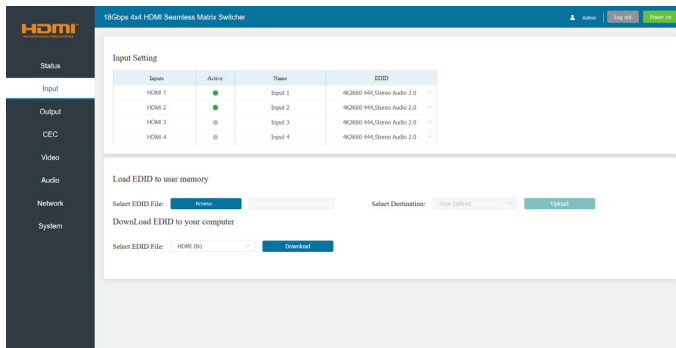 HDMI
18Gbps 4x4 HDMI Seamless Matrix Switcher
Admin
Log out
Power on
Status
Input
Output
CEC
Video
Audio
Network
System
Input Setting
Inputs Active Name EDID
HDMI 1 Input 1 4K2K60 444,Stereo Audio 2.0
HDMI 2 Input 2 4K2K60 444,Stereo Audio 2.0
HDMI 3 Input 3 4K2K60 444,Stereo Audio 2.0
HDMI 4 Input 4 4K2K60 444,Stereo Audio 2.0
Load EDID to user memory
Select EDID File: Browse... Select Destination: User Define1 Upload
DownLoad EDID to your computer
Select EDID File: HDMI IN1 Download